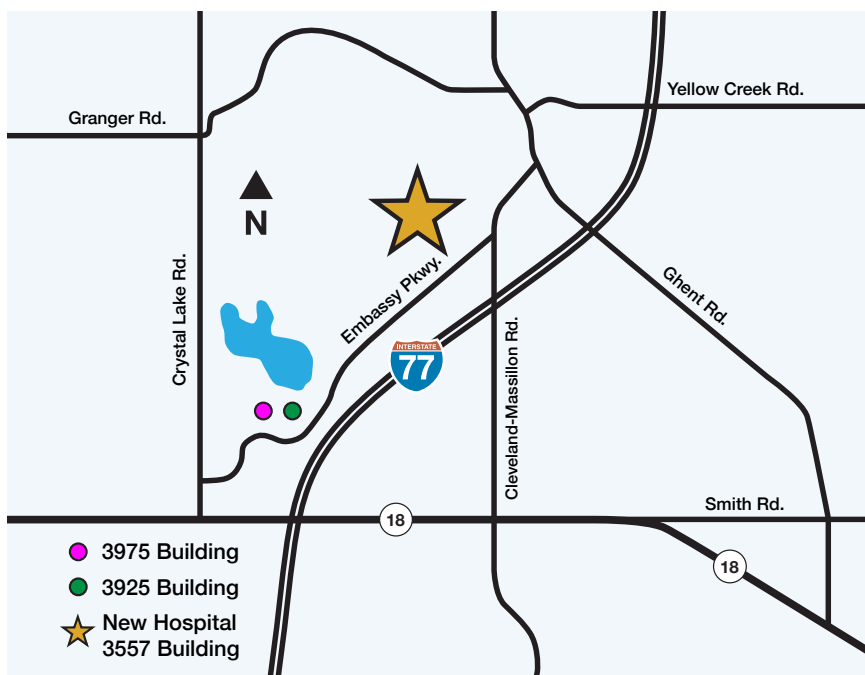 Yellow Creek Rd.
Granger Rd.
N
Embassy Pkwy.
Ghent Rd.
Crystal Lake Rd.
INTERSTATE
77
Cleveland-Massillon Rd.
Smith Rd.
18
18
3975 Building
3925 Building
New Hospital
3557 Building